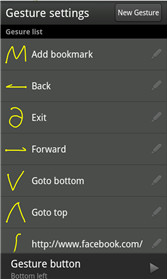 Gesture settings
New Gesture
Gesture list
Add bookmark
Back
Exit
Forward
Goto bottom
Goto top
http://www.facebook.com/
Gesture button
Bottom left